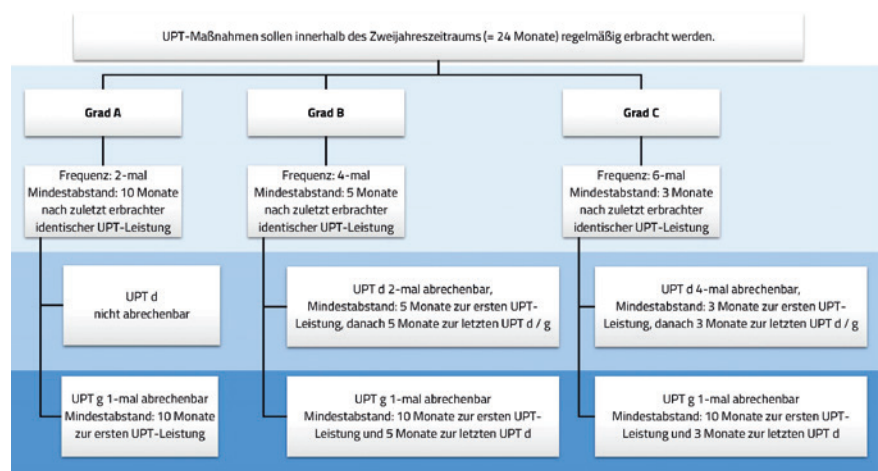 UPT-Maßnahmen sollen innerhalb des Zweijahreszeitraums (= 24 Monate) regelmäßig erbracht werden.
Grad A
Grad B
Grad C
Frequenz: 2-mal
Mindestabstand: 10 Monate
nach zuletzt erbrachter
identischer UPT-Leistung
Frequenz: 4-mal
Mindestabstand: 5 Monate
nach zuletzt erbrachter
identischer UPT-Leistung
Frequenz: 6-mal
Mindestabstand: 3 Monate
nach zuletzt erbrachter
identischer UPT-Leistung
UPT d
nicht abrechenbar
UPT d 2-mal abrechenbar,
Mindestabstand: 5 Monate zur ersten UPT-
Leistung, danach 5 Monate zur letzten UPT d / g
UPT d 4-mal abrechenbar,
Mindestabstand: 3 Monate zur ersten UPT-
Leistung, danach 3 Monate zur letzten UPT d / g
UPT g 1-mal abrechenbar
Mindestabstand: 10 Monate
zur ersten UPT-Leistung
UPT g 1-mal abrechenbar
Mindestabstand: 10 Monate zur ersten UPT-
Leistung und 5 Monate zur letzten UPT d
UPT g 1-mal abrechenbar
Mindestabstand: 10 Monate zur ersten UPT-
Leistung und 3 Monate zur letzten UPT d